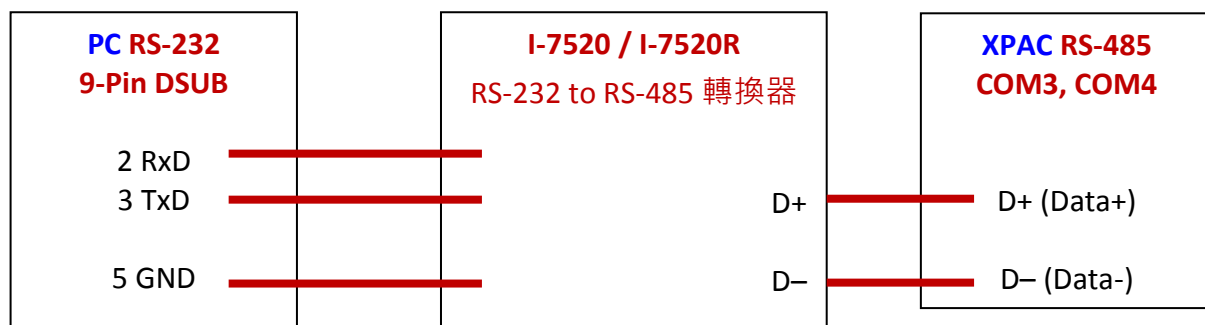 PC RS-232
9-Pin DSUB
2 RxD
3 TxD
5 GND
I-7520 / I-7520R
RS-232 to RS-485 轉換器
D+
D–
XPAC RS-485
COM3, COM4
D+ (Data+)
D– (Data-)